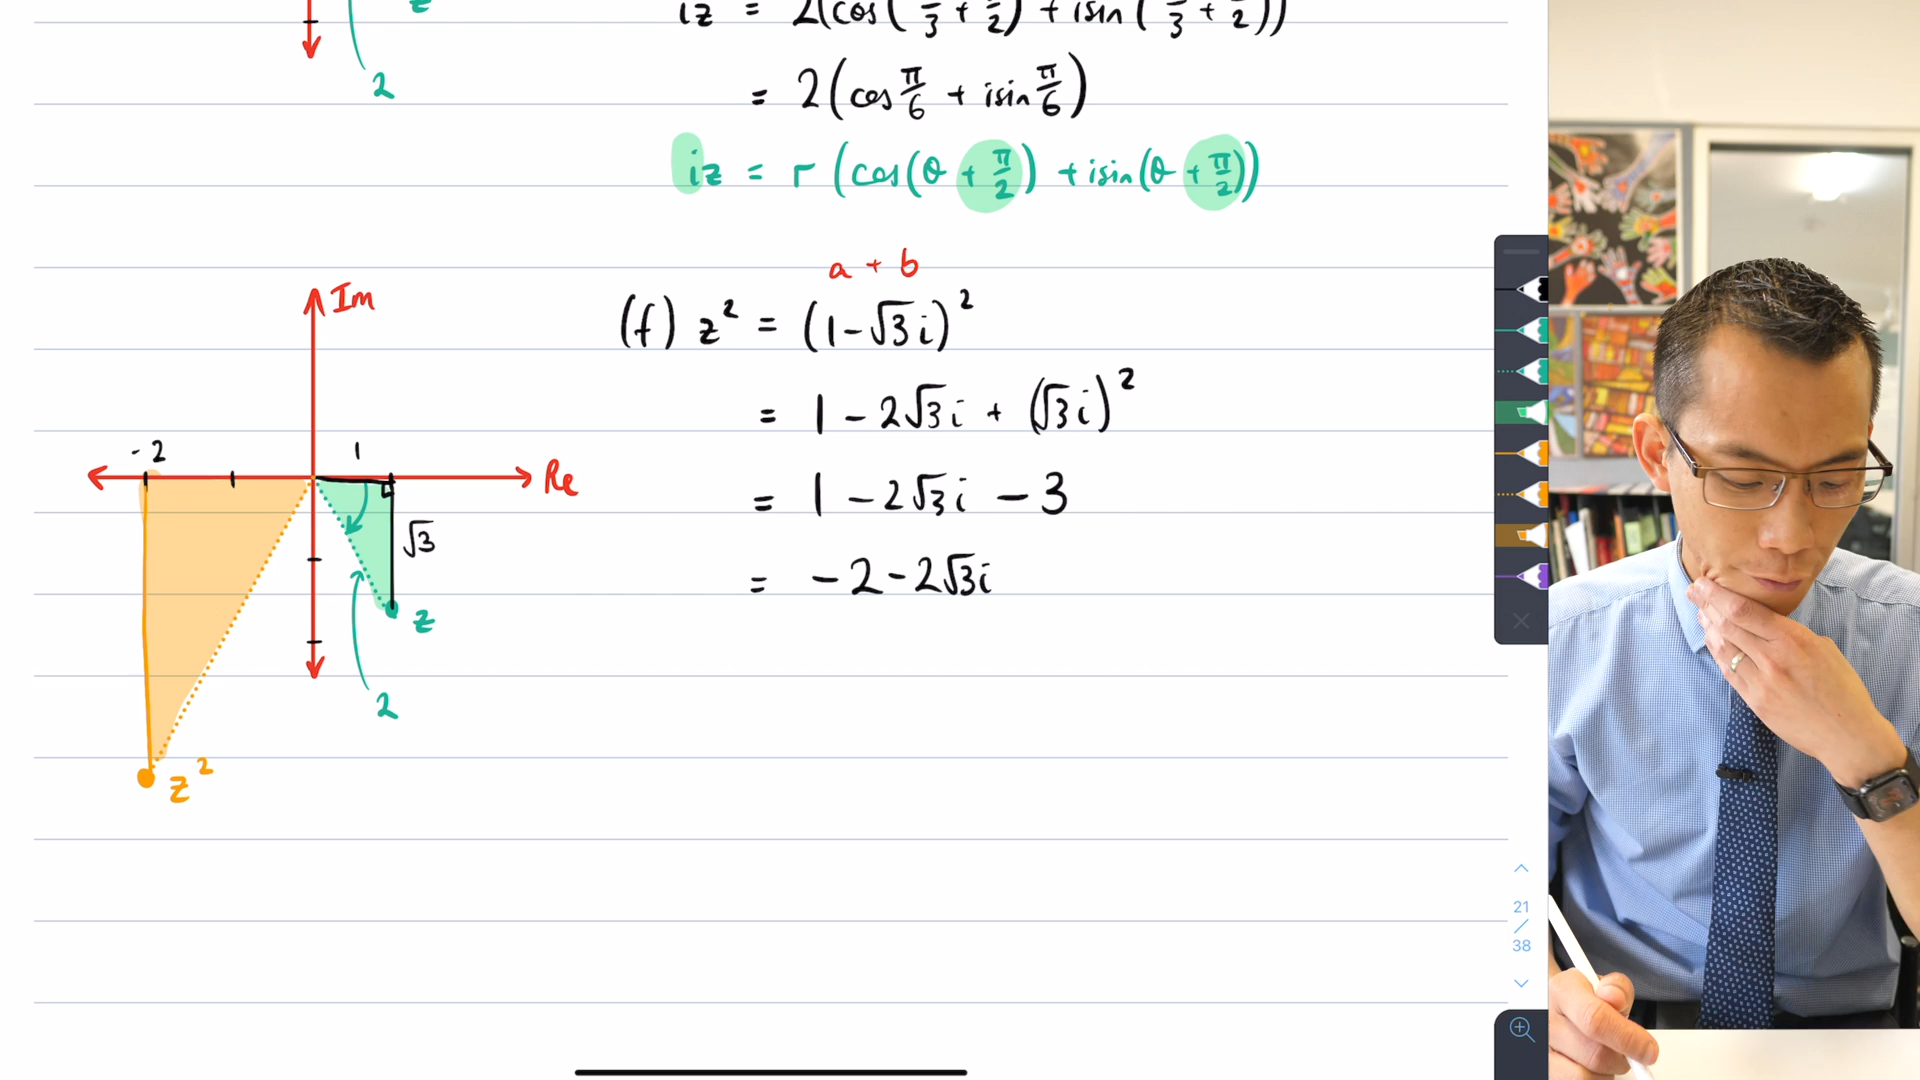 iz = 2(cos( /3 + /2) + isin( /3 + /2))
2
= 2(cos π/6 + isin π/6)
iz = r (cos(θ + π/2) + isin(θ + π/2))
a + b
Im
(f) z² = (1-√3i)²
= 1 - 2√3i + (√3i)²
-2 1
Re
= 1 - 2√3i - 3
√3
= -2-2√3i
z
2
z²
21
/
38